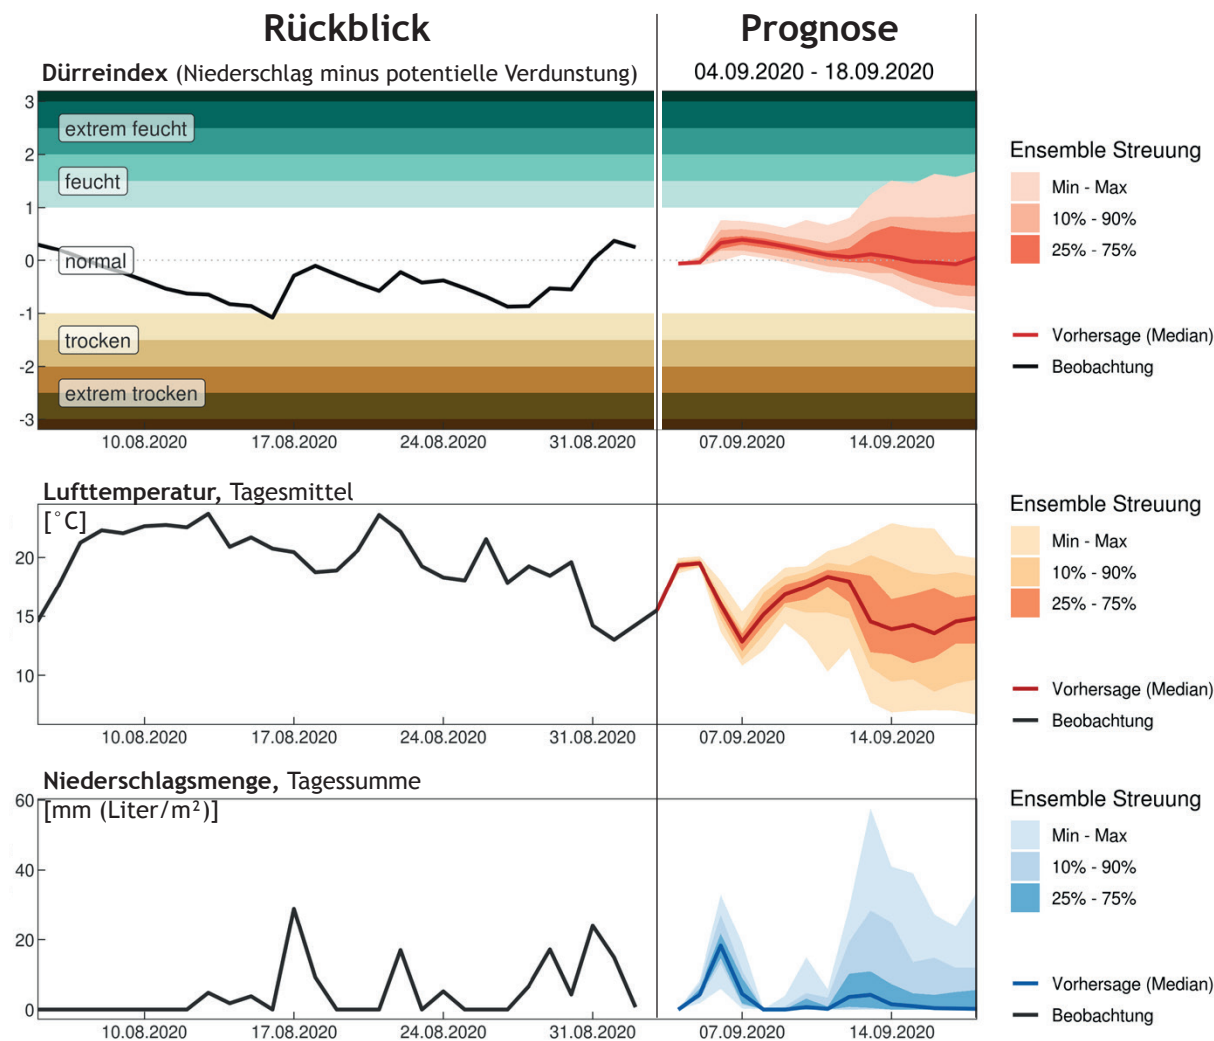 Rückblick
Prognose
Dürreindex (Niederschlag minus potentielle Verdunstung)
04.09.2020 - 18.09.2020
3
2
1
0
-1
-2
-3
extrem feucht
feucht
normal
trocken
extrem trocken
10.08.2020
17.08.2020
24.08.2020
31.08.2020
07.09.2020
14.09.2020
Ensemble Streuung
Min - Max
10% - 90%
25% - 75%
Vorhersage (Median)
Beobachtung
Lufttemperatur, Tagesmittel
[°C]
20
15
10
10.08.2020
17.08.2020
24.08.2020
31.08.2020
07.09.2020
14.09.2020
Ensemble Streuung
Min - Max
10% - 90%
25% - 75%
Vorhersage (Median)
Beobachtung
Niederschlagsmenge, Tagessumme
[mm (Liter/m²)]
60
40
20
0
10.08.2020
17.08.2020
24.08.2020
31.08.2020
07.09.2020
14.09.2020
Ensemble Streuung
Min - Max
10% - 90%
25% - 75%
Vorhersage (Median)
Beobachtung